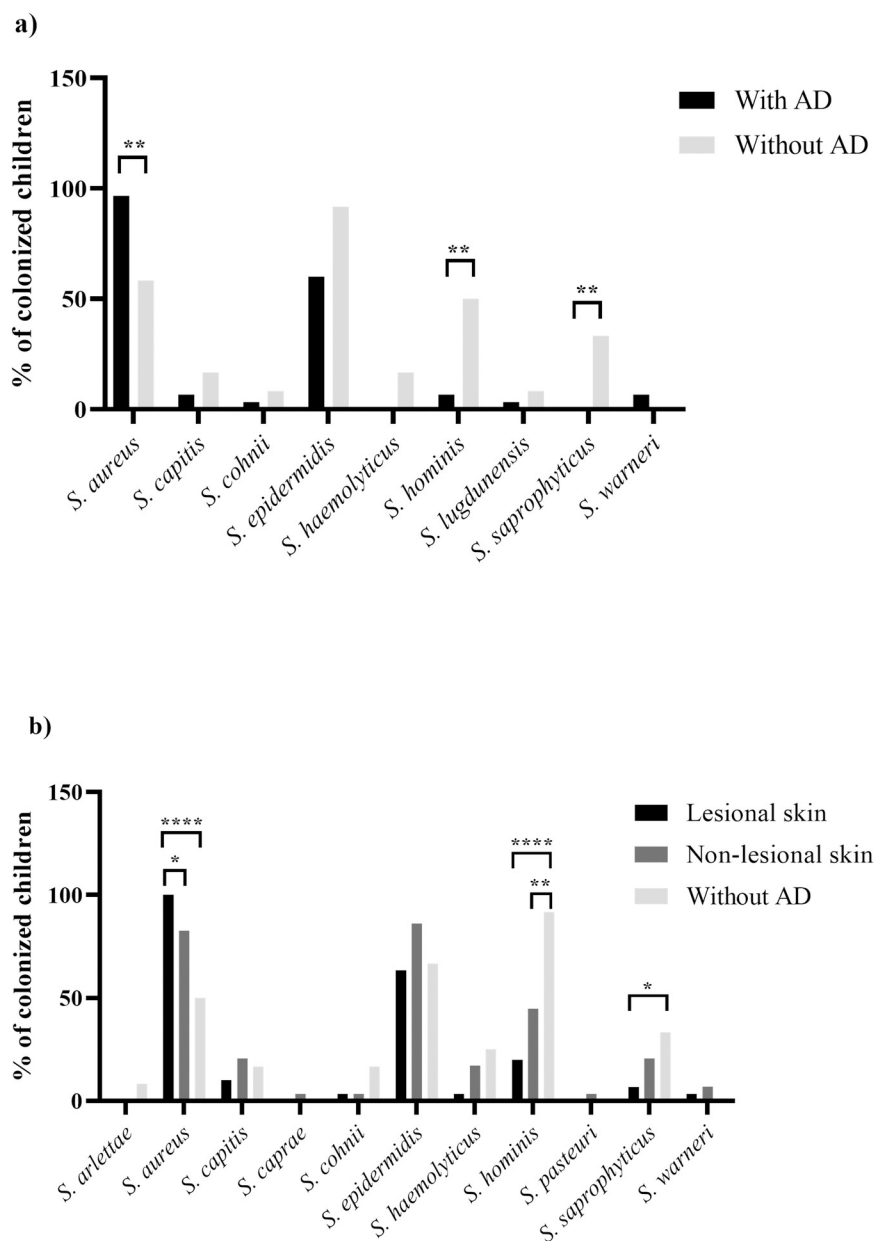 a)
% of colonized children
150
100
50
0
**
**
**
With AD
Without AD
S. aureus
S. capitis
S. cohnii
S. epidermidis
S. haemolyticus
S. hominis
S. lugdunensis
S. saprophyticus
S. warneri
b)
% of colonized children
150
100
50
0
****
*
****
**
*
Lesional skin
Non-lesional skin
Without AD
S. arlettae
S. aureus
S. capitis
S. caprae
S. cohnii
S. epidermidis
S. haemolyticus
S. hominis
S. pasteuri
S. saprophyticus
S. warneri